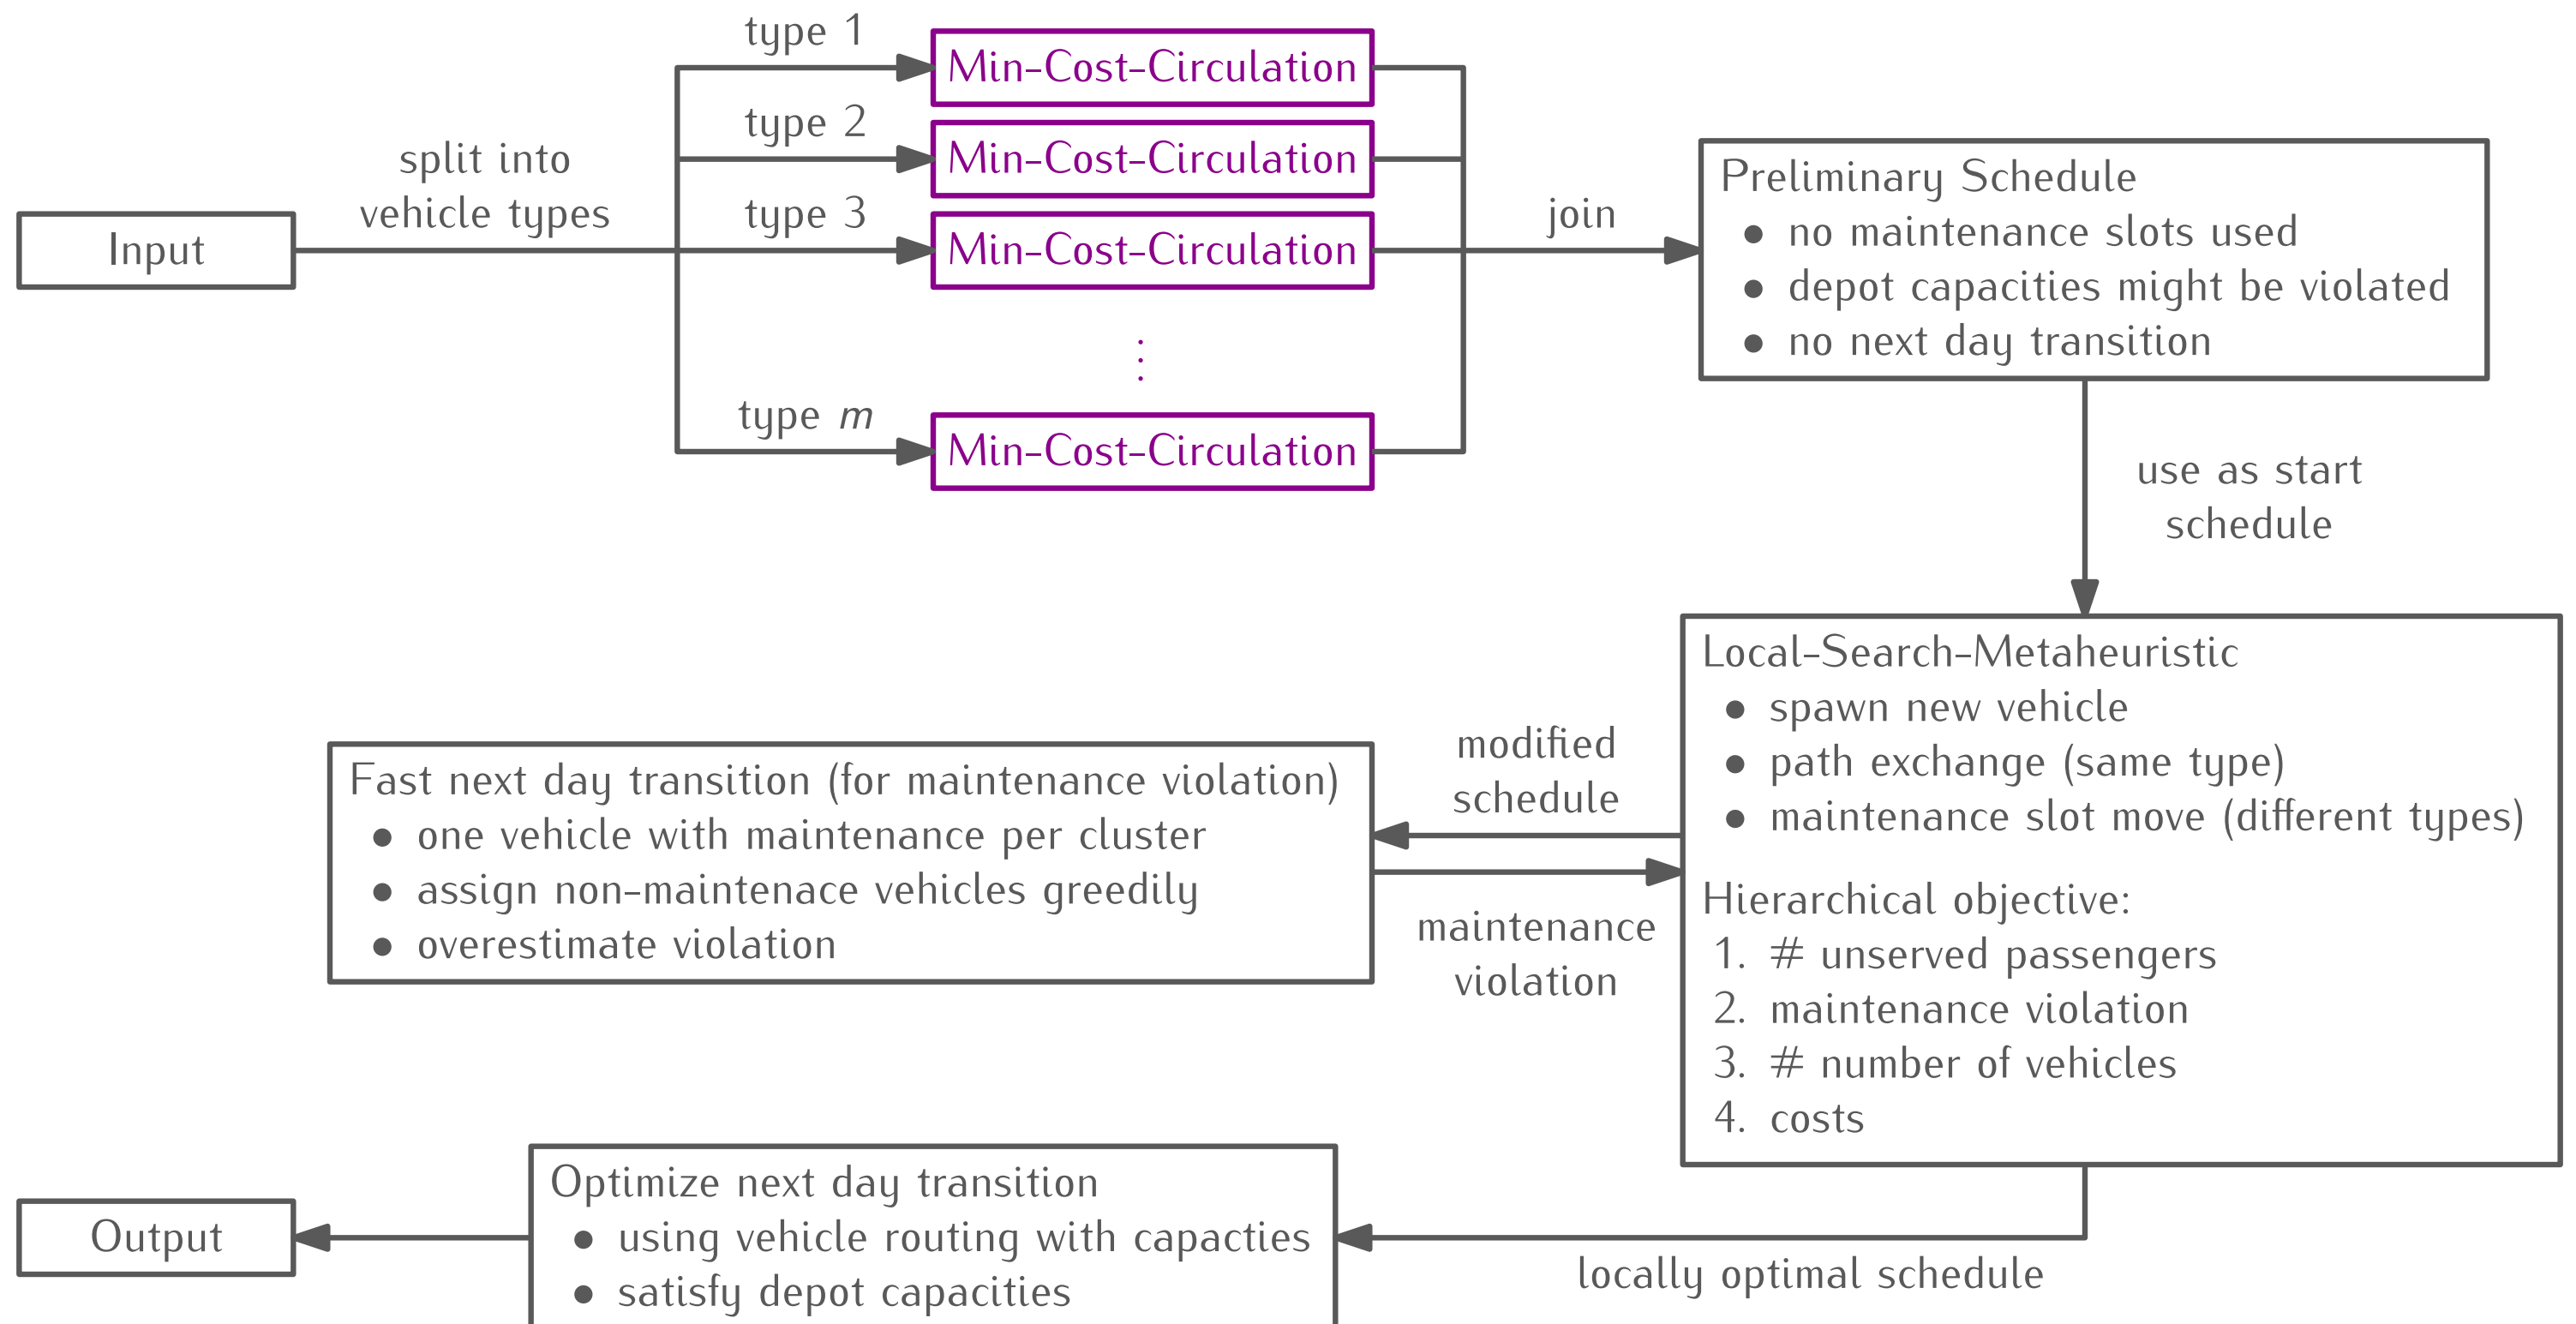 type 1
Min-Cost-Circulation
type 2
Min-Cost-Circulation
split into
vehicle types
type 3
Min-Cost-Circulation
Input
⋮
type m
Min-Cost-Circulation
join
Preliminary Schedule
• no maintenance slots used
• depot capacities might be violated
• no next day transition
use as start
schedule
Local-Search-Metaheuristic
• spawn new vehicle
• path exchange (same type)
• maintenance slot move (different types)
Hierarchical objective:
1. # unserved passengers
2. maintenance violation
3. # number of vehicles
4. costs
modified
schedule
maintenance
violation
Fast next day transition (for maintenance violation)
• one vehicle with maintenance per cluster
• assign non-maintenace vehicles greedily
• overestimate violation
locally optimal schedule
Optimize next day transition
• using vehicle routing with capacties
• satisfy depot capacities
Output